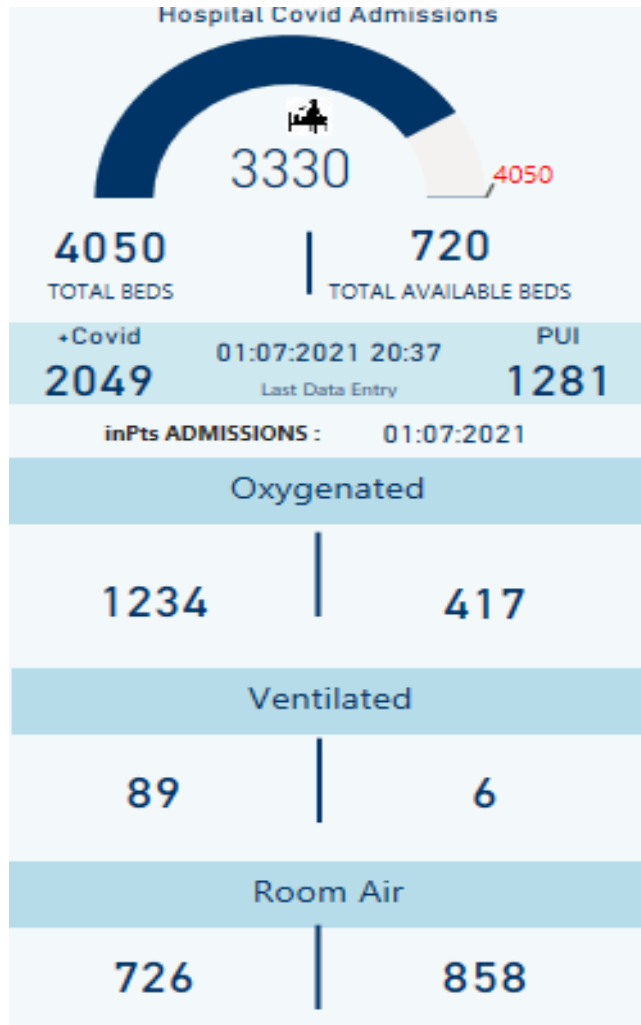 Hospital Covid Admissions
3330
4050
4050
720
TOTAL BEDS
TOTAL AVAILABLE BEDS
+Covid
01:07:2021 20:37
PUI
2049
Last Data Entry
1281
inPts ADMISSIONS :
01:07:2021
Oxygenated
1234
417
Ventilated
89
6
Room Air
726
858